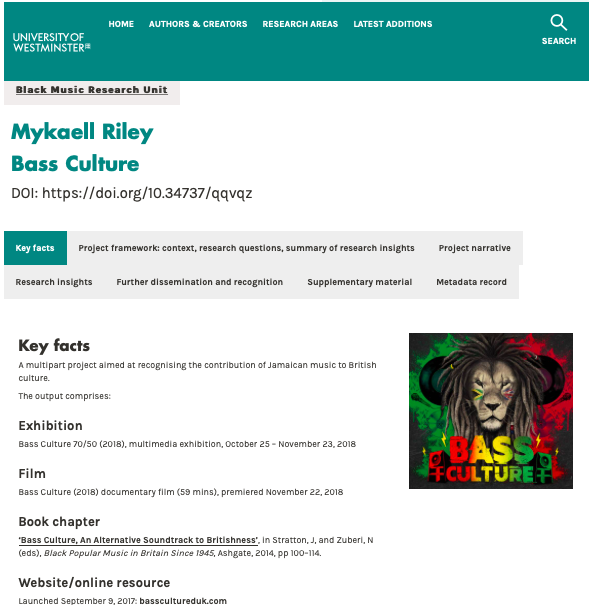 HOME AUTHORS & CREATORS RESEARCH AREAS LATEST ADDITIONS
UNIVERSITY OF
WESTMINSTER
SEARCH
Black Music Research Unit
Mykaell Riley
Bass Culture
DOI: https://doi.org/10.34737/qqvqz
Key facts Project framework: context, research questions, summary of research insights Project narrative
Research insights Further dissemination and recognition Supplementary material Metadata record
Key facts
A multipart project aimed at recognising the contribution of Jamaican music to British
culture.
The output comprises:
Exhibition
Bass Culture 70/50 (2018), multimedia exhibition, October 25 – November 23, 2018
Film
Bass Culture (2018) documentary film (59 mins), premiered November 22, 2018
Book chapter
'Bass Culture, An Alternative Soundtrack to Britishness', in Stratton, J, and Zuberi, N
(eds), Black Popular Music in Britain Since 1945, Ashgate, 2014, pp 100–114.
Website/online resource
Launched September 9, 2017: basscultureduk.com
BASS
CULTURE